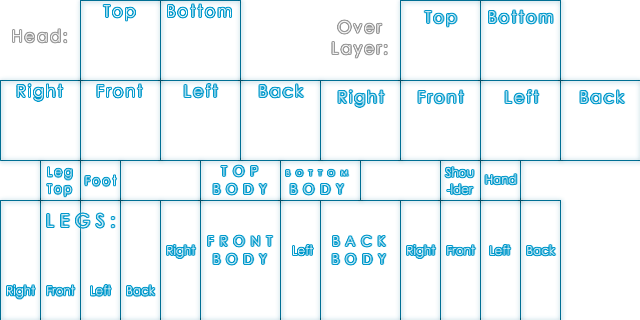 Head:
Top
Bottom
Over
Layer:
Top
Bottom
Right
Front
Left
Back
Right
Front
Left
Back
Leg
Top
Foot
TOP
BODY
BOTTOM
BODY
Shou
-lder
Hand
LEGS:
Right
Front
Left
Back
Right
FRONT
BODY
Left
BACK
BODY
Right
Front
Left
Back